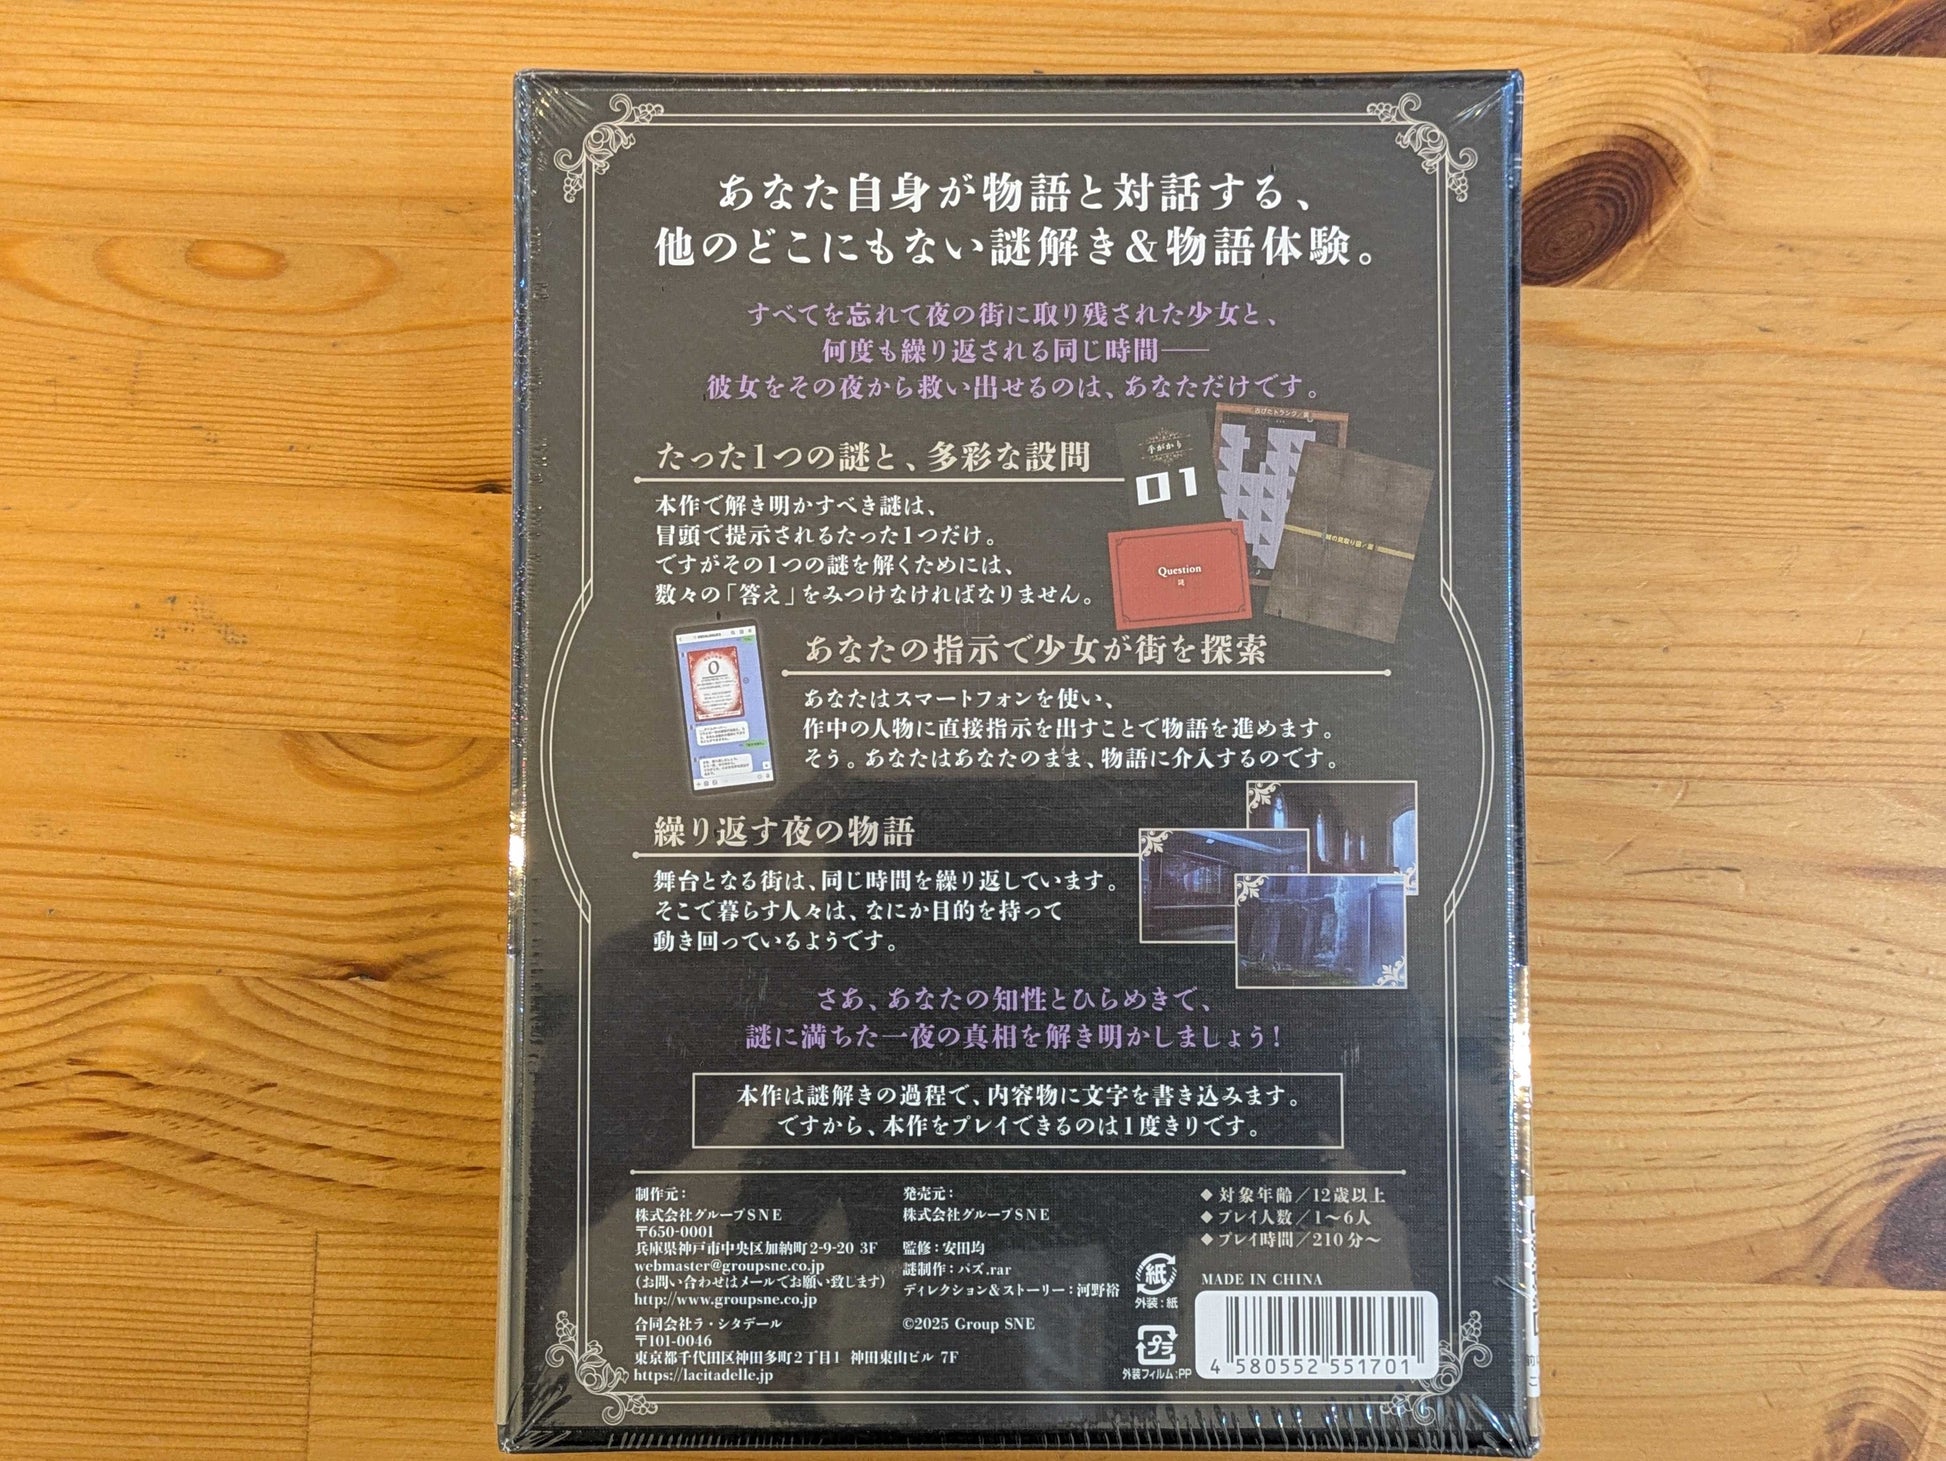 あなた自身が物語と対話する、
他のどこにもない謎解き&物語体験。
すべてを忘れて夜の街に取り残された少女と、
何度も繰り返される同じ時間――
彼女をその夜から救い出せるのは、あなただけです。
たった1つの謎と、多彩な設問
本作で解き明かすべき謎は、
冒頭で提示されるたった1つだけ。
ですがその1つの謎を解くためには、
数々の「答え」をみつけなければなりません。
手がかり
01
古びたトランク/裏
Question
謎
城の見取り図/裏
あなたの指示で少女が街を探索
あなたはスマートフォンを使い、
作中の人物に直接指示を出すことで物語を進めます。
そう。あなたはあなたのまま、物語に介入するのです。
0
繰り返す夜の物語
舞台となる街は、同じ時間を繰り返しています。
そこで暮らす人々は、なにか目的を持って
動き回っているようです。
さあ、あなたの知性とひらめきで、
謎に満ちた一夜の真相を解き明かしましょう!
本作は謎解きの過程で、内容物に文字を書き込みます。
ですから、本作をプレイできるのは1度きりです。
制作元:
株式会社グループSNE
〒650-0001
兵庫県神戸市中央区加納町2-9-20 3F
webmaster@groupsne.co.jp
(お問い合わせはメールでお願い致します)
http://www.groupsne.co.jp
合同会社ラ・シタデール
〒101-0046
東京都千代田区神田多町2丁目1 神田東山ビル 7F
https://lacitadelle.jp
発売元:
株式会社グループSNE
監修:安田均
謎制作:パズ.rar
ディレクション&ストーリー:河野裕
©2025 Group SNE
◆対象年齢/12歳以上
◆プレイ人数/1〜6人
◆プレイ時間/210分〜
紙
外装:紙
プラ
外装フィルム:PP
MADE IN CHINA
4 580552 551701